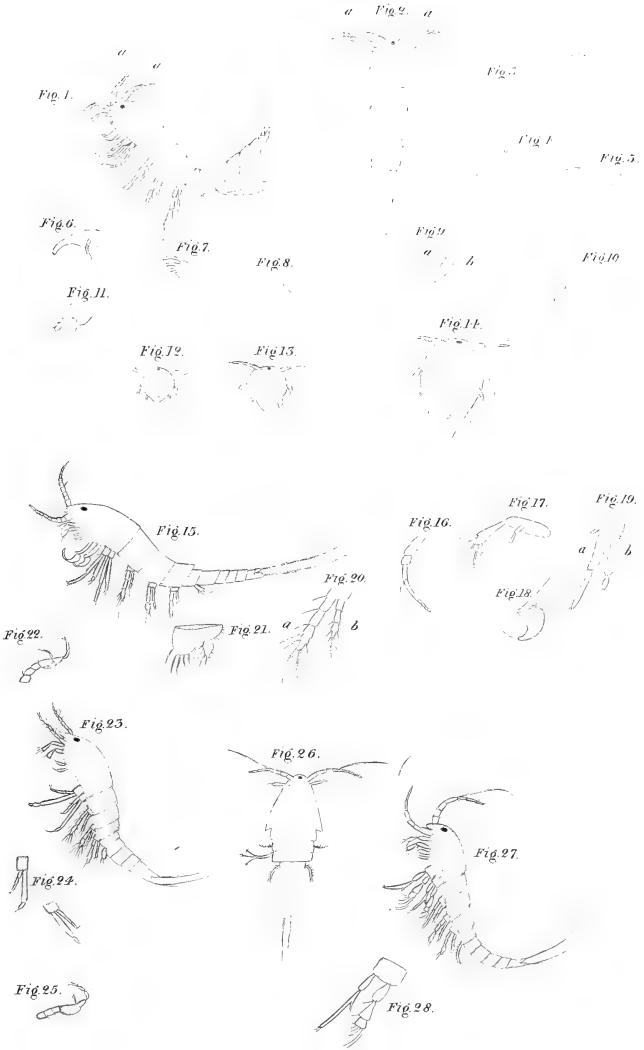 a Fig 2. a
a a
Fig. 1.
Fig. 3
Fig. 4
Fig. 5.
Fig. 6.
Fig. 7.
Fig. 8.
Fig. 9
a b
Fig. 10
Fig. 11.
Fig. 12.
Fig. 13.
Fig. 14.
Fig. 15.
Fig. 16.
Fig. 17.
Fig. 18.
Fig. 19.
a b
Fig. 20.
a b
Fig. 21.
Fig. 22.
Fig. 23.
Fig. 24.
Fig. 25.
Fig. 26.
Fig. 27.
Fig. 28.